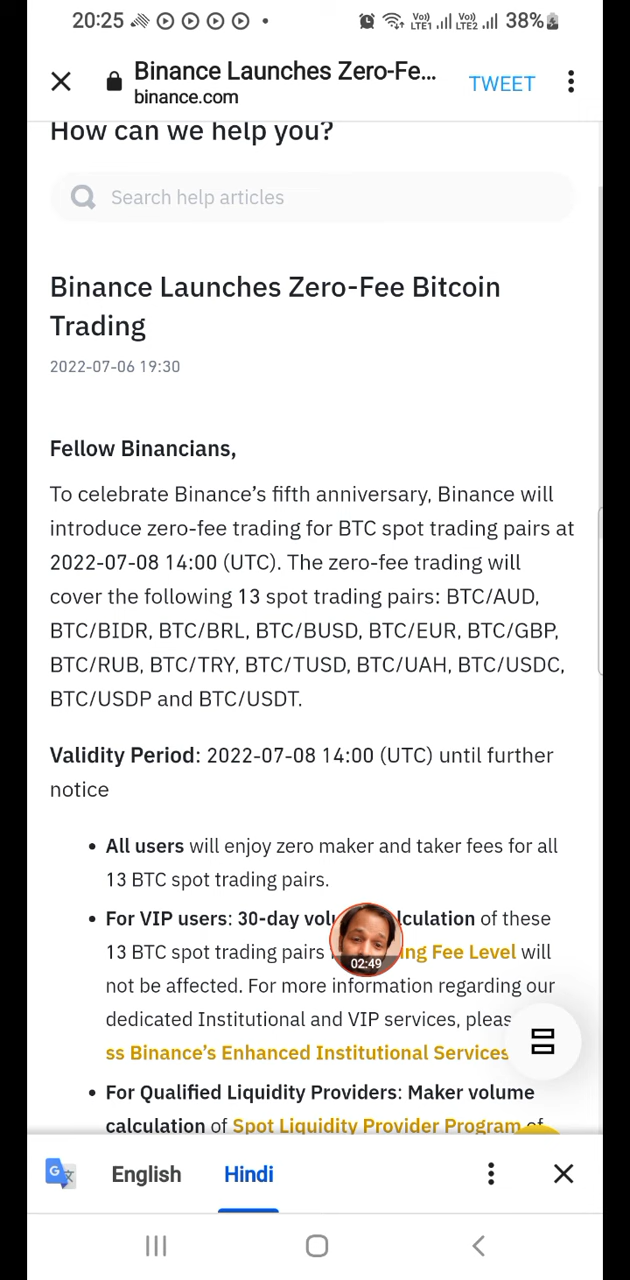 20:25
Vo)) LTE1 Vo)) LTE2 38%
Binance Launches Zero-Fe...
binance.com
TWEET
How can we help you?
Search help articles
Binance Launches Zero-Fee Bitcoin
Trading
2022-07-06 19:30
Fellow Binancians,
To celebrate Binance’s fifth anniversary, Binance will
introduce zero-fee trading for BTC spot trading pairs at
2022-07-08 14:00 (UTC). The zero-fee trading will
cover the following 13 spot trading pairs: BTC/AUD,
BTC/BIDR, BTC/BRL, BTC/BUSD, BTC/EUR, BTC/GBP,
BTC/RUB, BTC/TRY, BTC/TUSD, BTC/UAH, BTC/USDC,
BTC/USDP and BTC/USDT.
Validity Period: 2022-07-08 14:00 (UTC) until further
notice
• All users will enjoy zero maker and taker fees for all
13 BTC spot trading pairs.
• For VIP users: 30-day volu lculation of these
13 BTC spot trading pairs ing Fee Level will
02:49
not be affected. For more information regarding our
dedicated Institutional and VIP services, pleas
ss Binance’s Enhanced Institutional Services
• For Qualified Liquidity Providers: Maker volume
calculation of Spot Liquidity Provider Program of
English Hindi